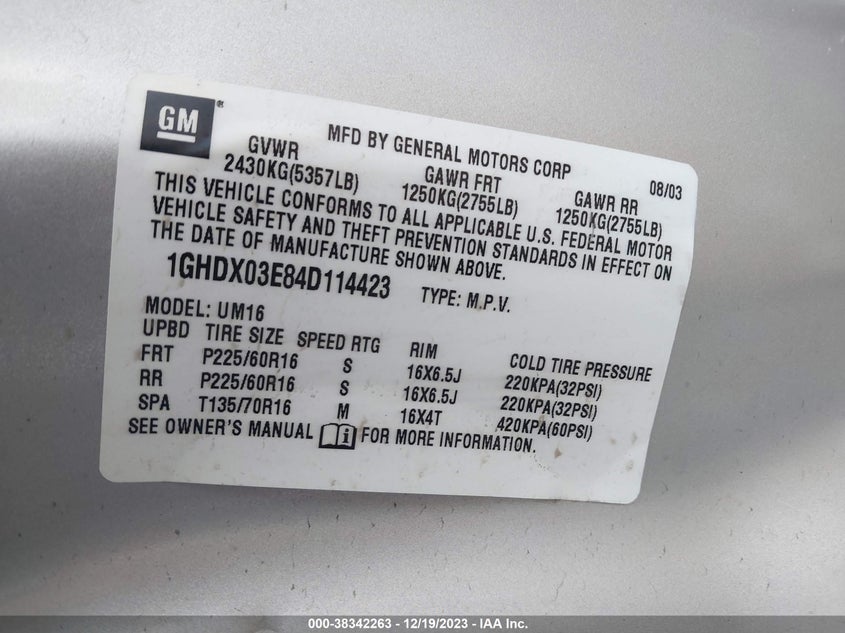 GM®
MFD BY GENERAL MOTORS CORP 08/03
GVWR GAWR FRT GAWR RR
2430KG(5357LB) 1250KG(2755LB) 1250KG(2755LB)
THIS VEHICLE CONFORMS TO ALL APPLICABLE U.S. FEDERAL MOTOR
VEHICLE SAFETY AND THEFT PREVENTION STANDARDS IN EFFECT ON
THE DATE OF MANUFACTURE SHOWN ABOVE.
1GHDX03E84D114423 TYPE: M.P.V.
MODEL: UM16
UPBD TIRE SIZE SPEED RTG RIM COLD TIRE PRESSURE
FRT P225/60R16 S 16X6.5J 220KPA(32PSI)
RR P225/60R16 S 16X6.5J 220KPA(32PSI)
SPA T135/70R16 M 16X4T 420KPA(60PSI)
SEE OWNER'S MANUAL FOR MORE INFORMATION.
000-38342263 - 12/19/2023 - IAA Inc.